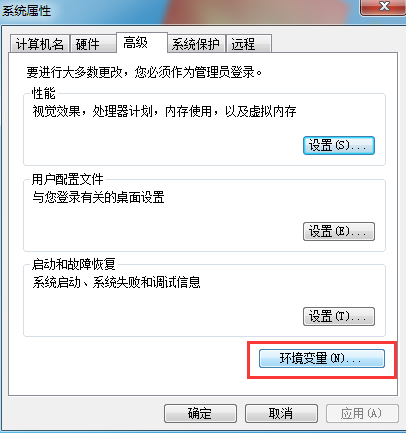 系统属性
计算机名 硬件 高级 系统保护 远程
要进行大多数更改，您必须作为管理员登录。
性能
视觉效果，处理器计划，内存使用，以及虚拟内存
设置(S)...
用户配置文件
与您登录有关的桌面设置
设置(E)...
启动和故障恢复
系统启动、系统失败和调试信息
设置(T)...
环境变量(N)...
确定 取消 应用(A)